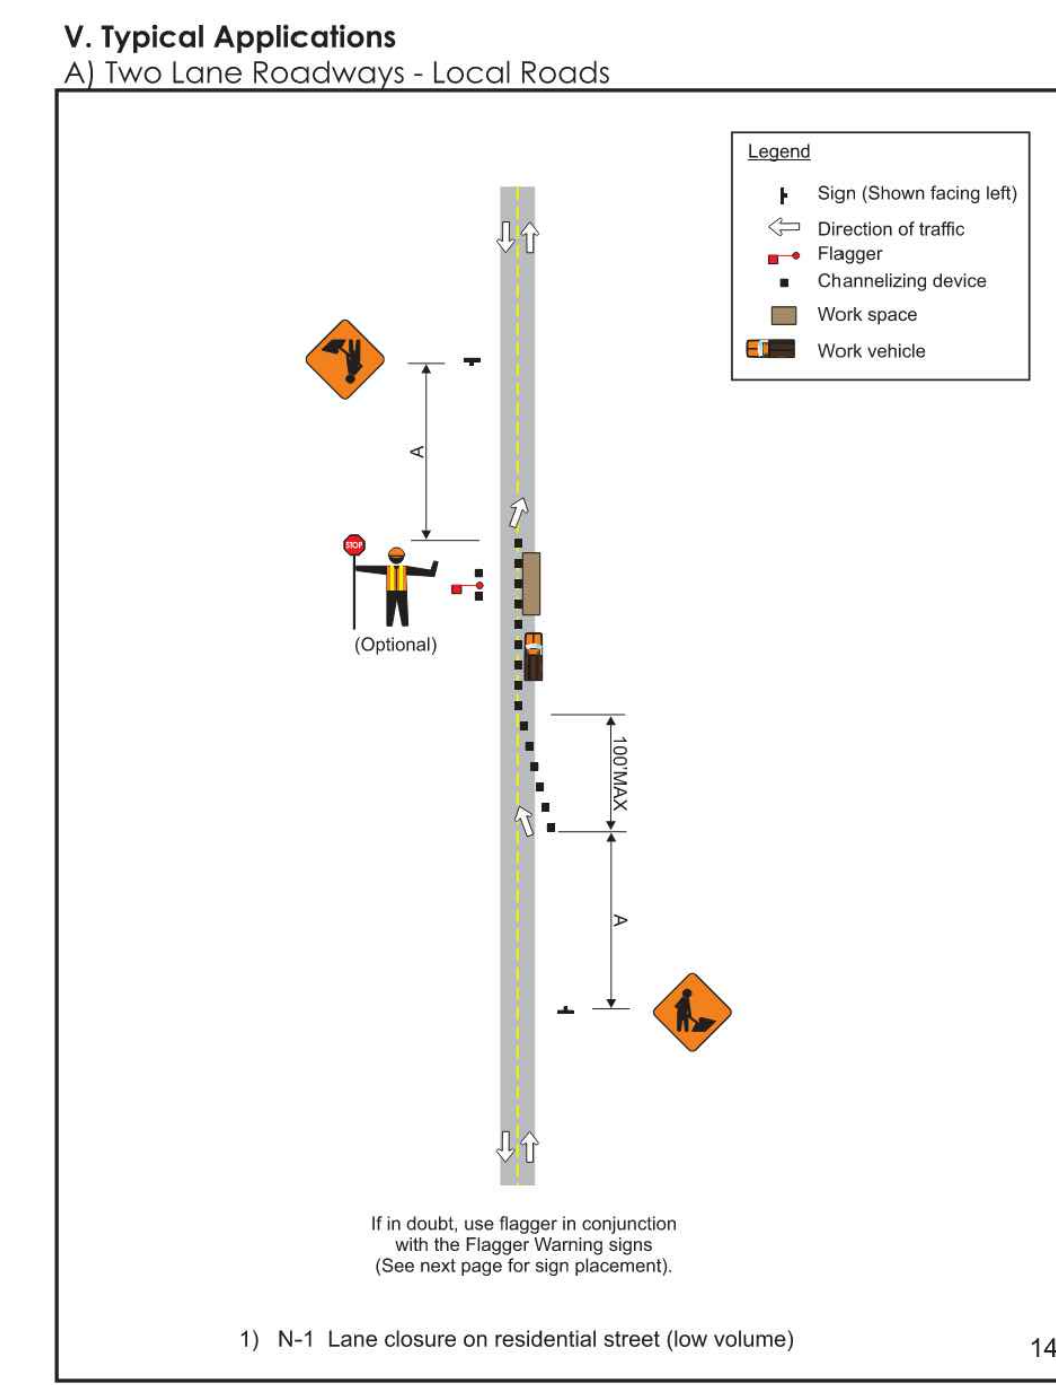 V. Typical Applications
A) Two Lane Roadways - Local Roads
Legend
Sign (Shown facing left)
Direction of traffic
Flagger
Channelizing device
Work space
Work vehicle
A
STOP
(Optional)
100'MAX
A
If in doubt, use flagger in conjunction
with the Flagger Warning signs
(See next page for sign placement).
1) N-1 Lane closure on residential street (low volume)
14